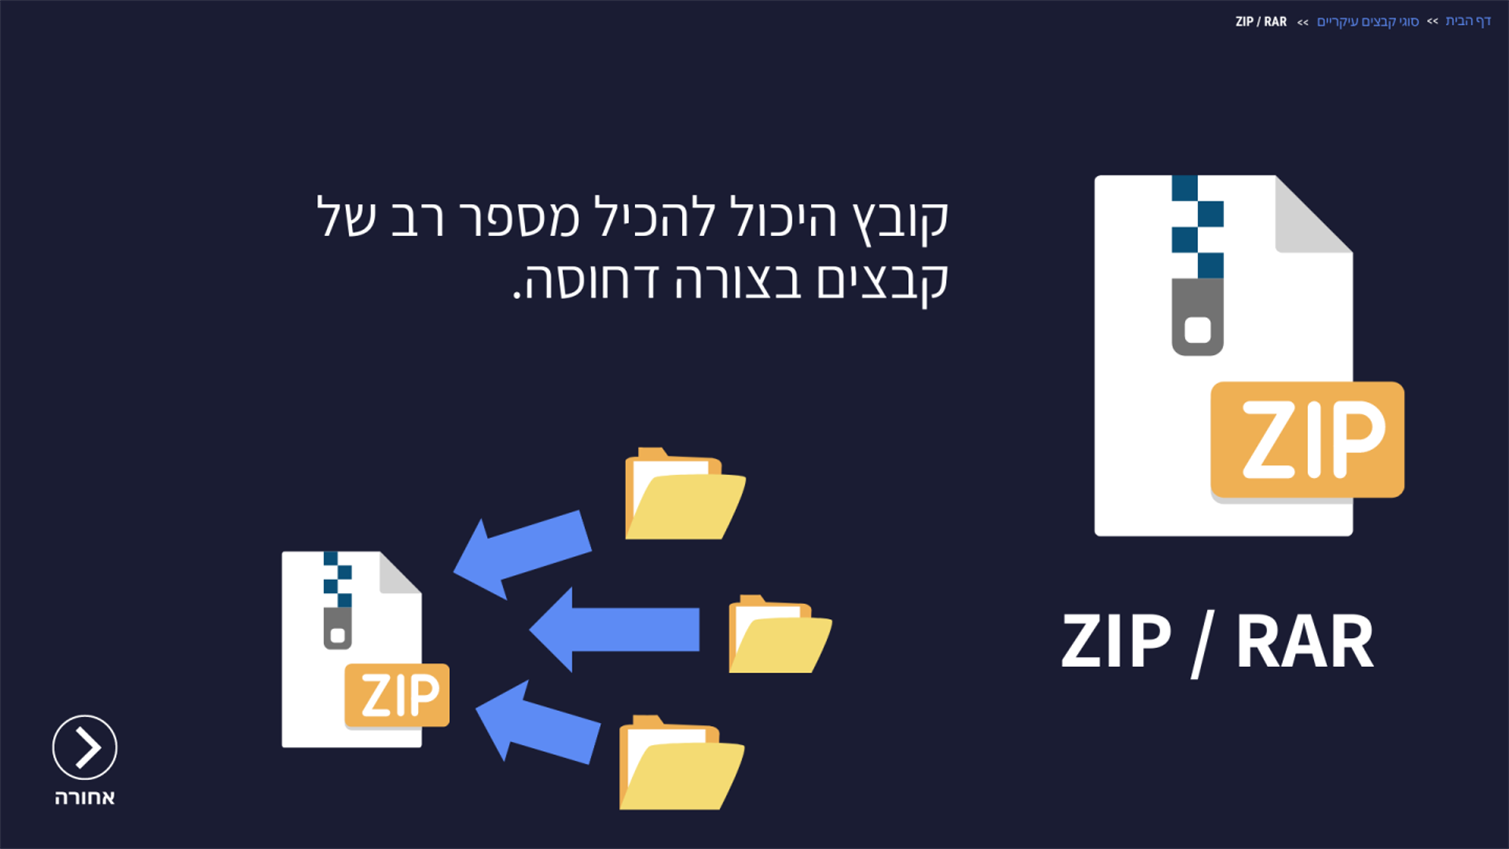 דף הבית >> סוגי קבצים עיקריים >> ZIP / RAR
קובץ היכול להכיל מספר רב של
קבצים בצורה דחוסה.
ZIP
ZIP / RAR
ZIP
אחורה